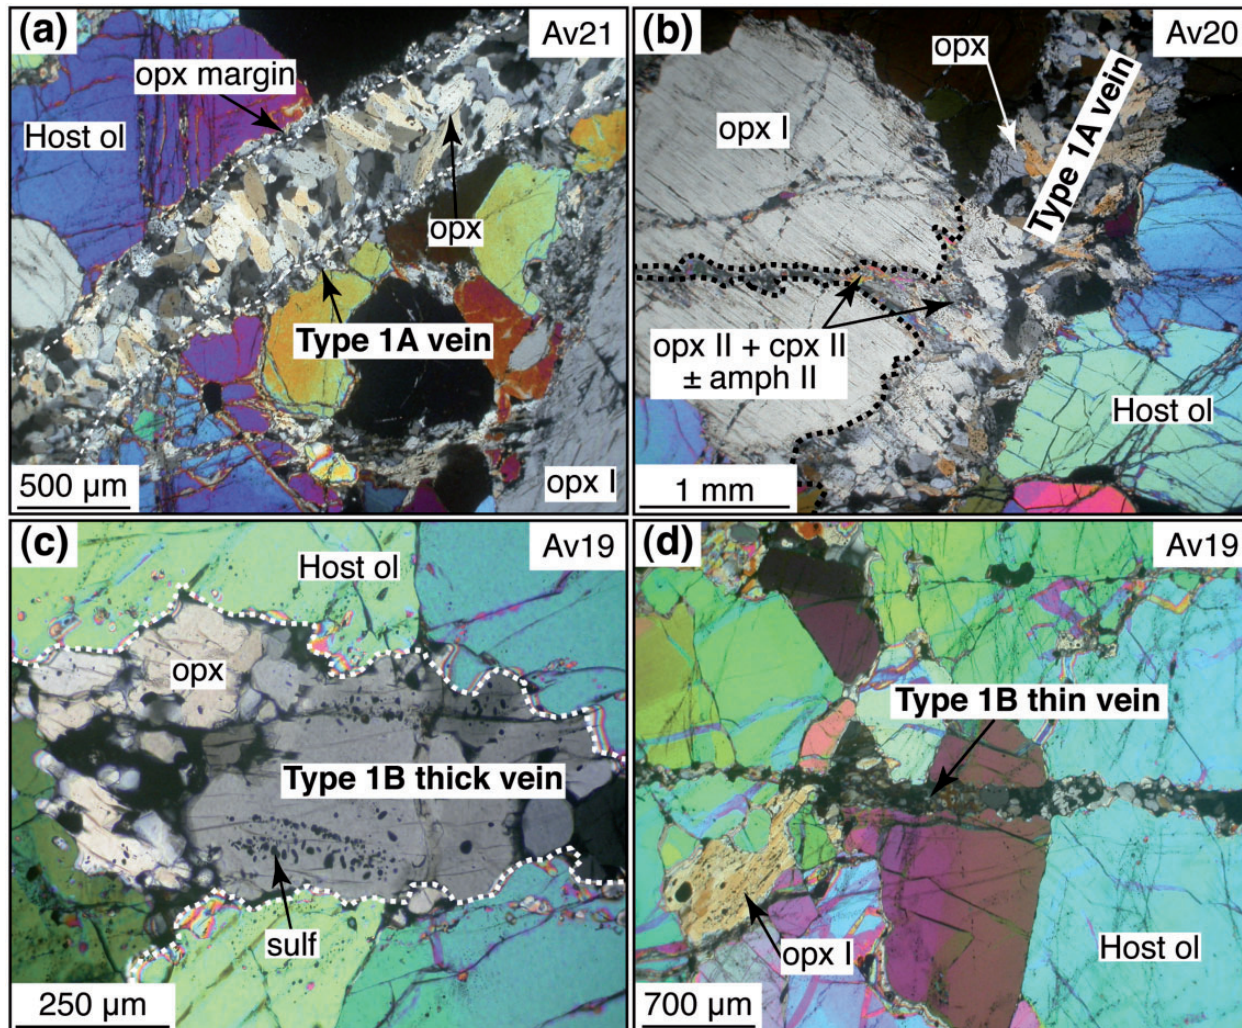 (a)
Av21
opx margin
Host ol
opx
Type 1A vein
500 µm
opx I
(b)
Av20
opx
opx I
Type 1A vein
opx II + cpx II
± amph II
Host ol
1 mm
(c)
Av19
Host ol
opx
Type 1B thick vein
sulf
250 µm
(d)
Av19
Type 1B thin vein
opx I
Host ol
700 µm